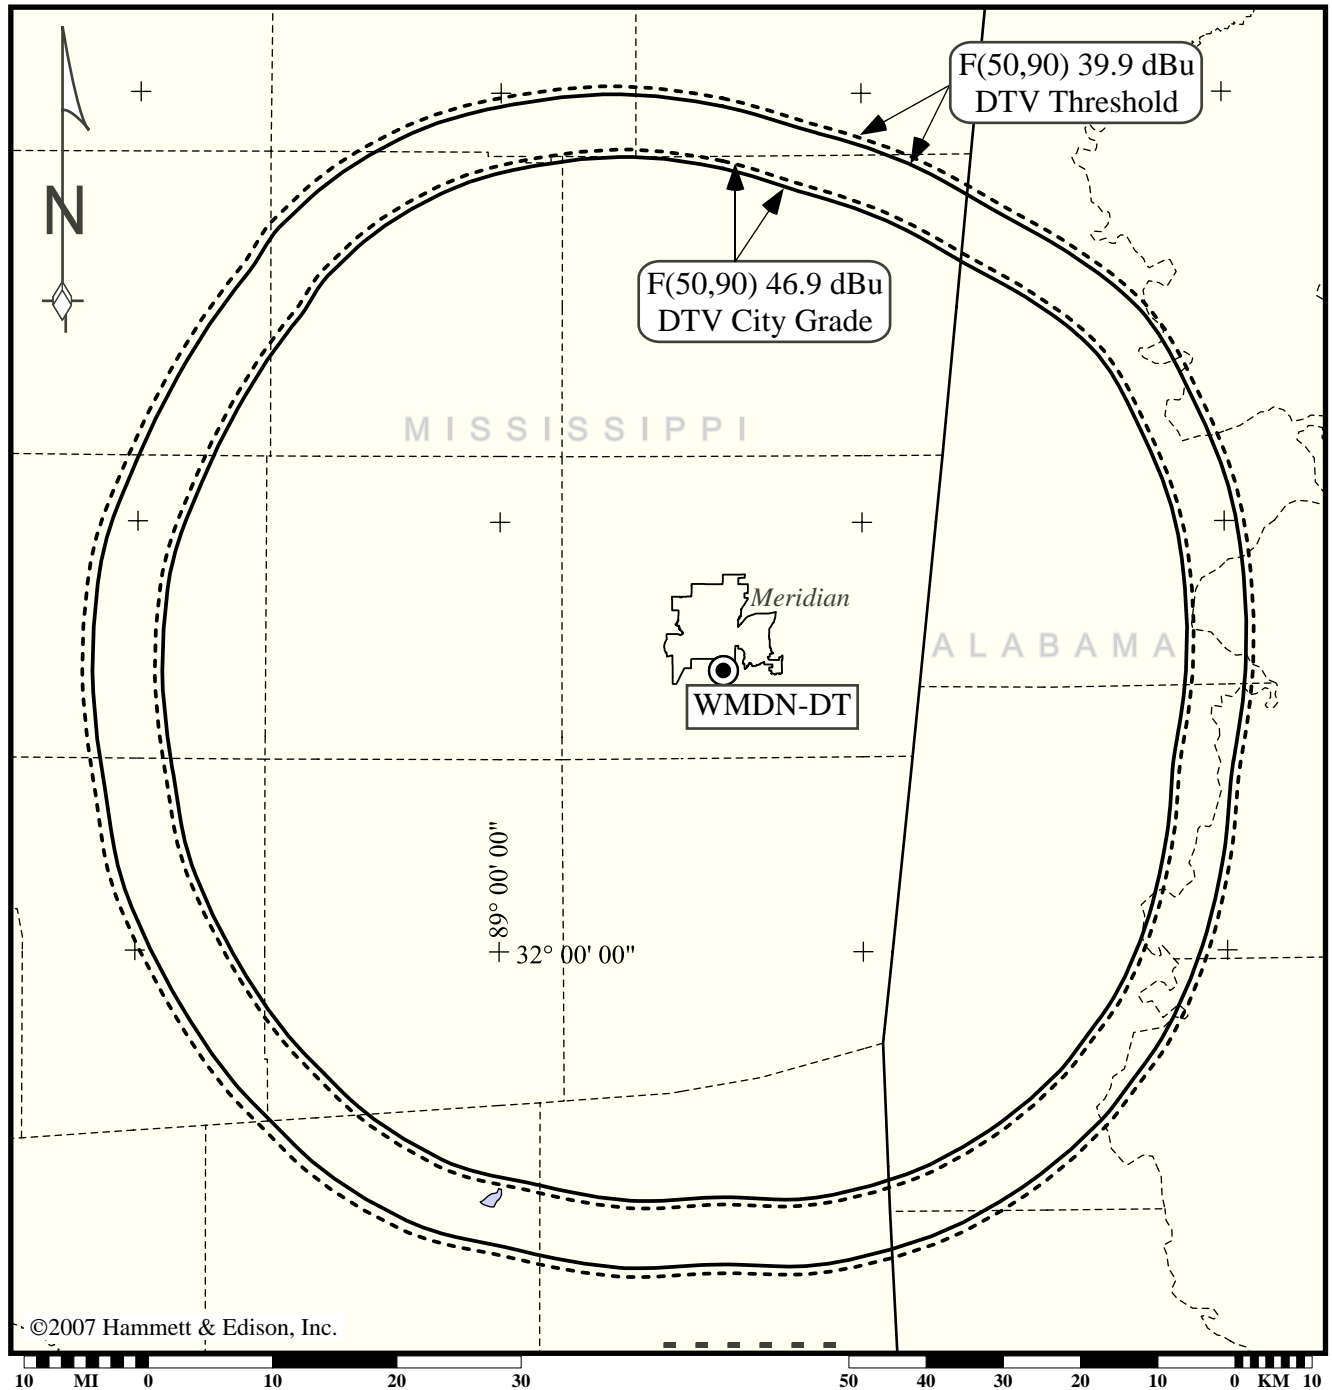 F(50,90) 39.9 dBu
DTV Threshold
N
F(50,90) 46.9 dBu
DTV City Grade
MISSISSIPPI
Meridian
ALABAMA
WMDN-DT
89° 00' 00"
32° 00' 00"
©2007 Hammett & Edison, Inc.
10 MI 0 10 20 30 50 40 30 20 10 0 KM 10